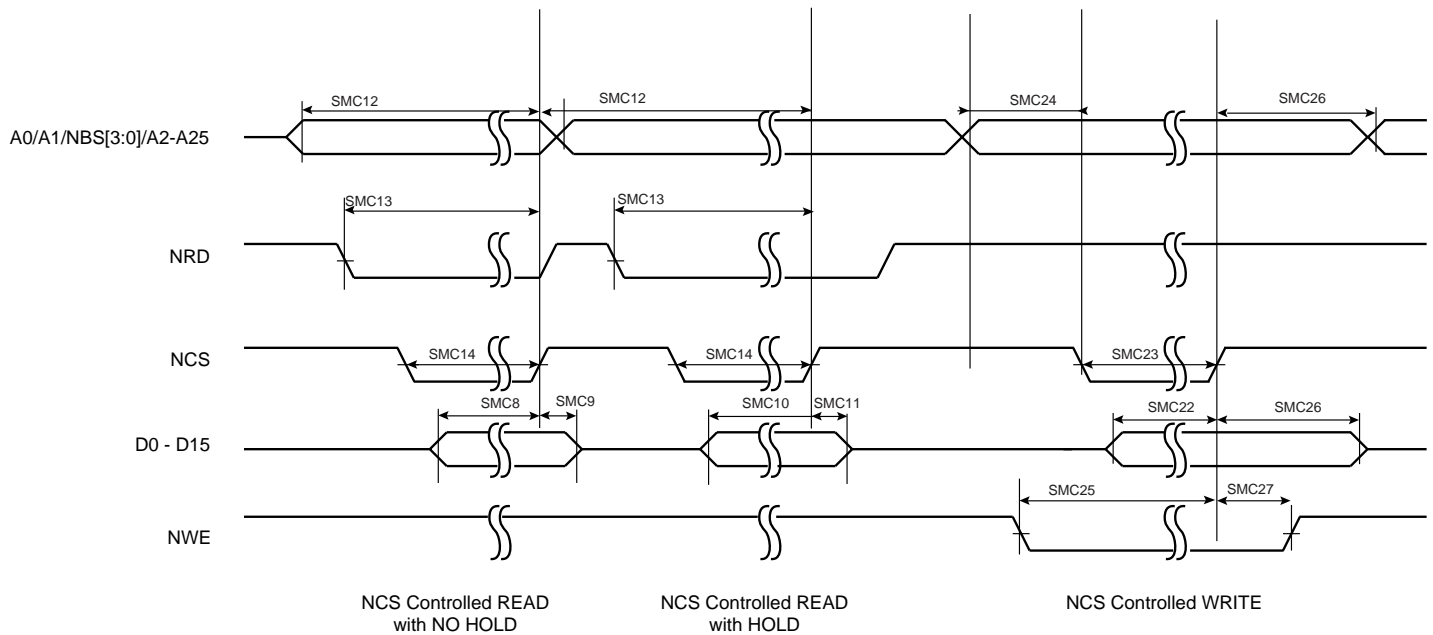 SMC12
SMC12
SMC24
SMC26
A0/A1/NBS[3:0]/A2-A25
SMC13
SMC13
NRD
NCS
SMC14
SMC14
SMC23
SMC8
SMC9
SMC10
SMC11
SMC22
SMC26
D0 - D15
SMC25
SMC27
NWE
NCS Controlled READ
with NO HOLD
NCS Controlled READ
with HOLD
NCS Controlled WRITE